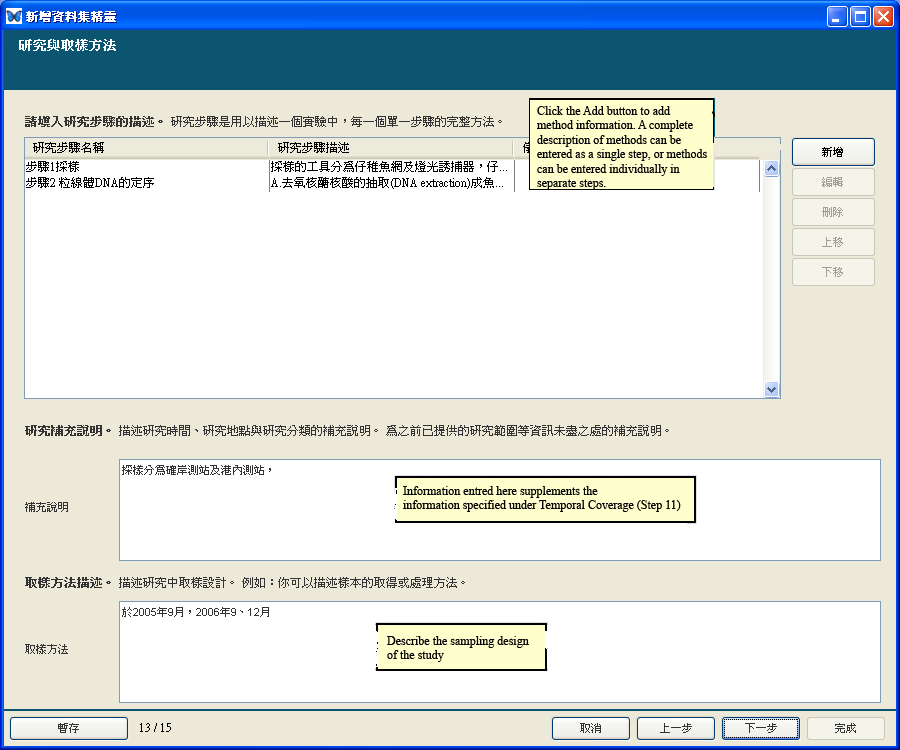 新增資料集精靈
研究與取樣方法
請填入研究步驟的描述。 研究步驟是用以描述一個實驗中，每一個單一步驟的完整方法。
Click the Add button to add
method information. A complete
description of methods can be
entered as a single step, or methods
can be entered individually in
separate steps.
研究步驟名稱 研究步驟描述
步驟1採樣 採樣的工具分為仔稚魚網及燈光誘捕器，仔...
步驟2 粒線體DNA的定序 A.去氧核醣核酸的抽取(DNA extraction)成魚...
新增
編輯
刪除
上移
下移
研究補充說明。 描述研究時間、研究地點與研究分類的補充說明。 為之前已提供的研究範圍等資訊未盡之處的補充說明。
補充說明
採樣分為確岸測站及港內測站，
Information entred here supplements the
information specified under Temporal Coverage (Step 11)
取樣方法描述。 描述研究中取樣設計。 例如：你可以描述樣本的取得或處理方法。
取樣方法
於2005年9月，2006年9、12月
Describe the sampling design
of the study
暫存 13 / 15 取消 上一步 下一步 完成